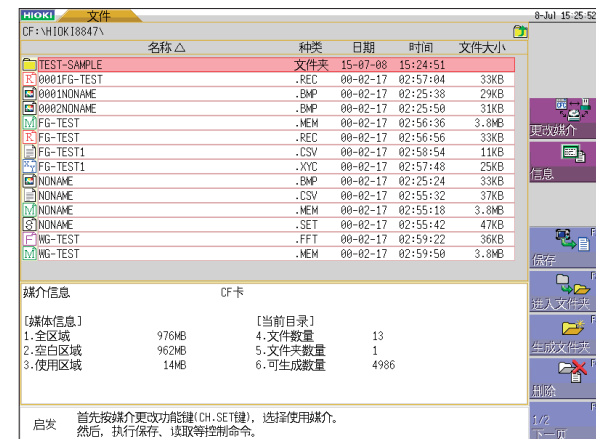 HIOKI 文件 8-Jul 15:25:52
CF:\HIOKI8847\
名称△ 种类 日期 时间 文件大小
TEST-SAMPLE 文件夹 15-07-08 15:24:51
0001FG-TEST .REC 00-02-17 02:57:04 33KB
0001NONAME .BMP 00-02-17 02:25:38 29KB
0002NONAME .BMP 00-02-17 02:25:50 31KB
FG-TEST .MEM 00-02-17 02:56:36 3.8MB
FG-TEST .REC 00-02-17 02:56:56 33KB
FG-TEST1 .CSV 00-02-17 02:58:54 11KB
FG-TEST1 .XYC 00-02-17 02:57:48 25KB
NONAME .BMP 00-02-17 02:25:24 33KB
NONAME .CSV 00-02-17 02:55:32 37KB
NONAME .MEM 00-02-17 02:55:18 3.8MB
NONAME .SET 00-02-17 02:55:42 47KB
WG-TEST .FFT 00-02-17 02:59:22 36KB
WG-TEST .MEM 00-02-17 02:59:50 3.8MB
更改媒介
信息
保存
进入文件夹
生成文件夹
删除
1/2
下一页
媒介信息 CF卡
[媒体信息] [当前目录]
1.全区域 976MB 4.文件数量 13
2.空白区域 962MB 5.文件夹数量 1
3.使用区域 14MB 6.可生成数量 4986
启发 首先按媒介更改功能键(CH.SET键), 选择使用媒介。
然后, 执行保存、读取等控制命令。